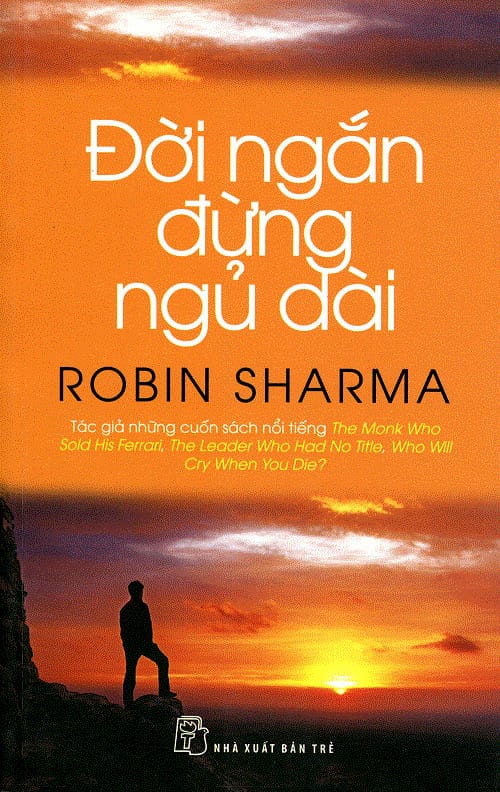 Đời ngắn
đừng
ngủ dài
ROBIN SHARMA
Tác giả những cuốn sách nổi tiếng The Monk Who
Sold His Ferrari, The Leader Who Had No Title, Who Will
Cry When You Die?
NHÀ XUẤT BẢN TRẺ